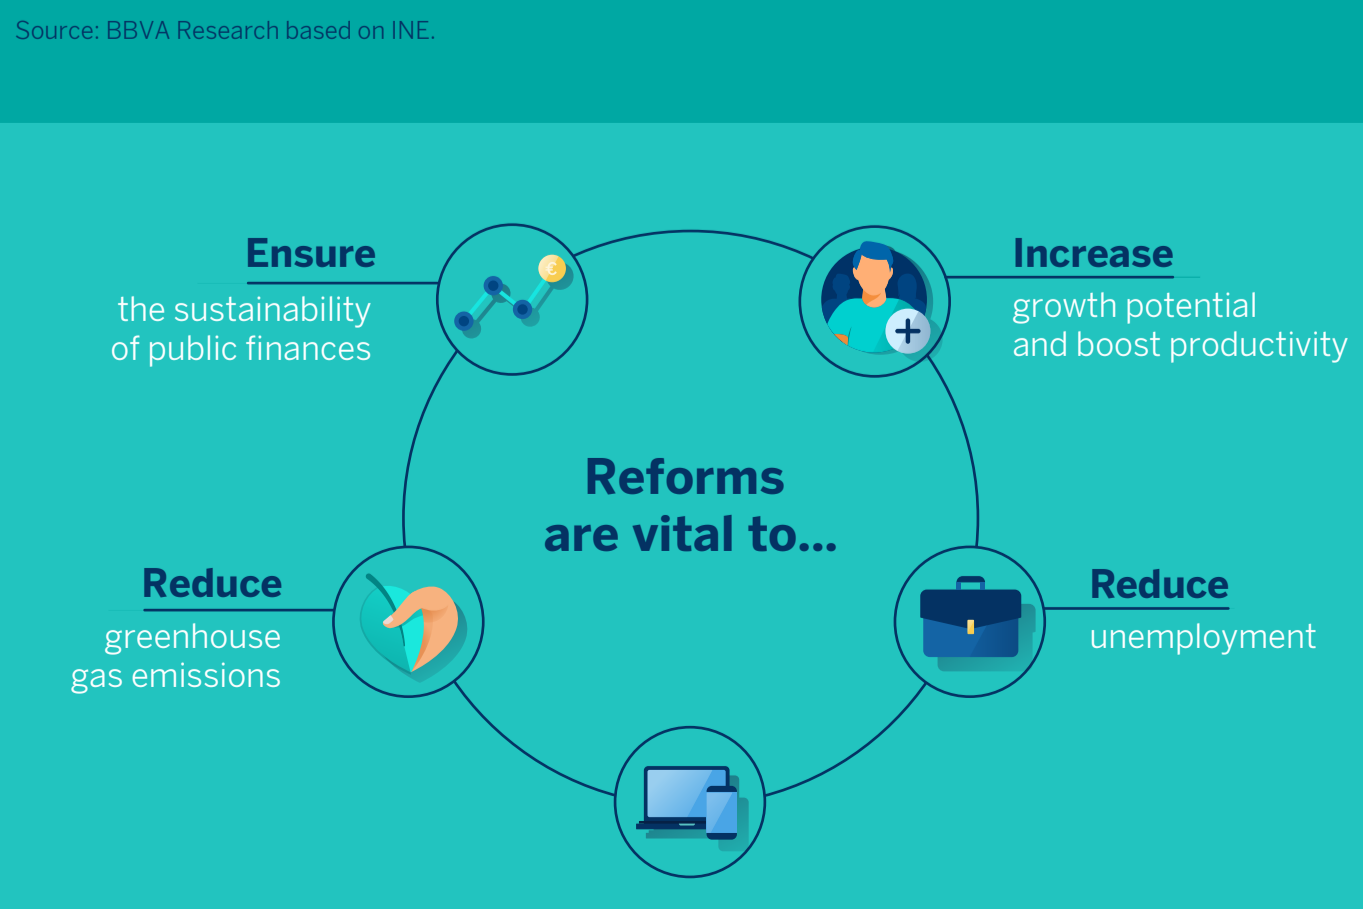 Source: BBVA Research based on INE.
Ensure
the sustainability
of public finances
€
Increase
growth potential
and boost productivity
Reforms
are vital to...
Reduce
greenhouse
gas emissions
Reduce
unemployment